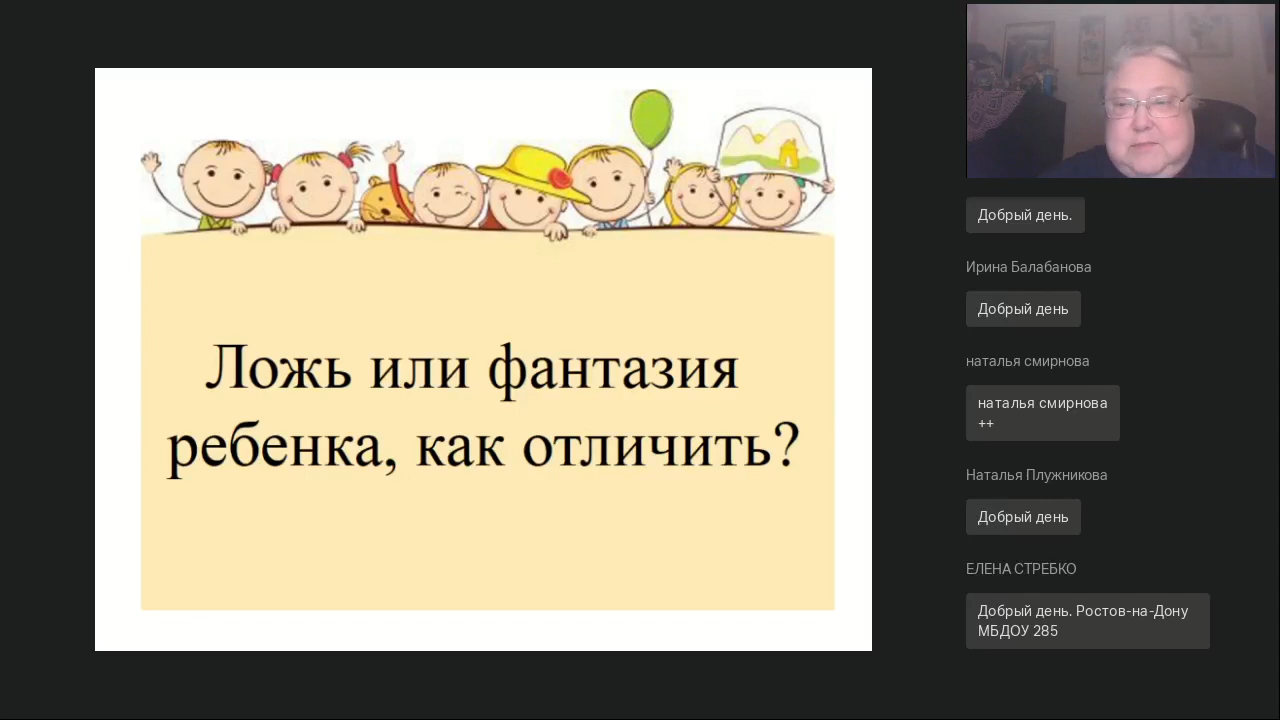 Ложь или фантазия
ребенка, как отличить?
Добрый день.
Ирина Балабанова
Добрый день
наталья смирнова
наталья смирнова
++
Наталья Плужникова
Добрый день
ЕЛЕНА СТРЕБКО
Добрый день. Ростов-на-Дону
МБДОУ 285